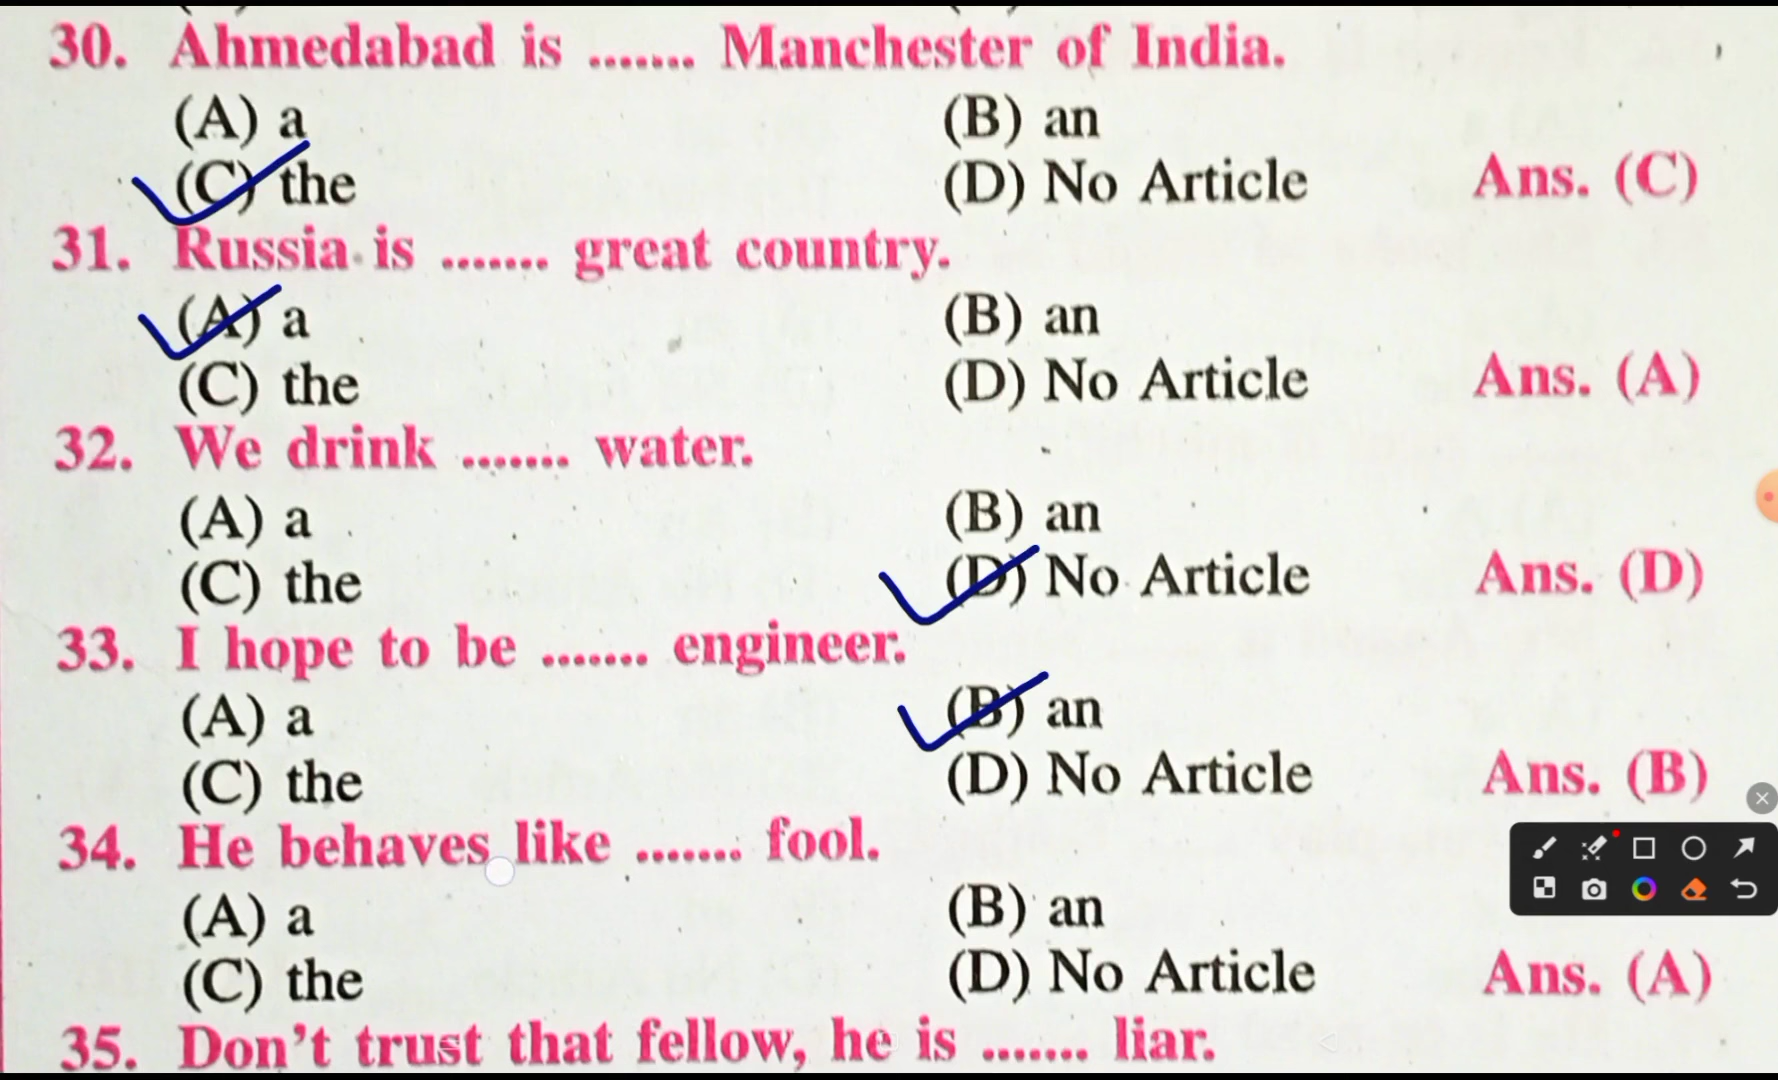 30. Ahmedabad is ....... Manchester of India.
(A) a (B) an
(C) the (D) No Article Ans. (C)
31. Russia is ....... great country.
(A) a (B) an
(C) the (D) No Article Ans. (A)
32. We drink ....... water.
(A) a (B) an
(C) the (D) No Article Ans. (D)
33. I hope to be ....... engineer.
(A) a (B) an
(C) the (D) No Article Ans. (B)
34. He behaves like ....... fool.
(A) a (B) an
(C) the (D) No Article Ans. (A)
35. Don't trust that fellow, he is ....... liar.